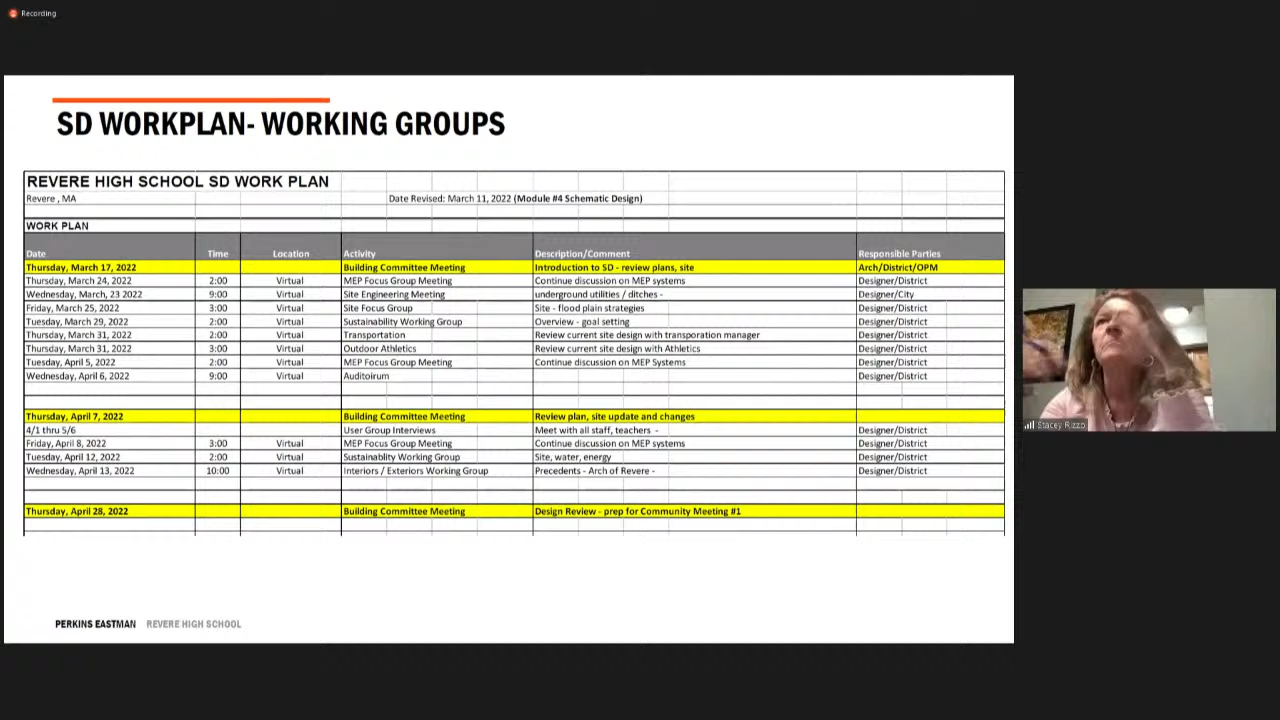 Recording
SD WORKPLAN- WORKING GROUPS
REVERE HIGH SCHOOL SD WORK PLAN
Revere , MA Date Revised: March 11, 2022 (Module #4 Schematic Design)
WORK PLAN
Date Time Location Activity Description/Comment Responsible Parties
Thursday, March 17, 2022 Building Committee Meeting Introduction to SD - review plans, site Arch/District/OPM
Thursday, March 24, 2022 2:00 Virtual MEP Focus Group Meeting Continue discussion on MEP systems Designer/District
Wednesday, March, 23 2022 9:00 Virtual Site Engineering Meeting underground utilities / ditches - Designer/City
Friday, March 25, 2022 3:00 Virtual Site Focus Group Site - flood plain strategies Designer/District
Tuesday, March 29, 2022 2:00 Virtual Sustainability Working Group Overview - goal setting Designer/District
Thursday, March 31, 2022 2:00 Virtual Transportation Review current site design with transporation manager Designer/District
Thursday, March 31, 2022 3:00 Virtual Outdoor Athletics Review current site design with Athletics Designer/District
Tuesday, April 5, 2022 2:00 Virtual MEP Focus Group Meeting Continue discussion on MEP Systems Designer/District
Wednesday, April 6, 2022 9:00 Virtual Auditoirum Designer/District
Thursday, April 7, 2022 Building Committee Meeting Review plan, site update and changes
4/1 thru 5/6 User Group Interviews Meet with all staff, teachers - Designer/District
Friday, April 8, 2022 3:00 Virtual MEP Focus Group Meeting Continue discussion on MEP systems Designer/District
Tuesday, April 12, 2022 2:00 Virtual Sustainablity Working Group Site, water, energy Designer/District
Wednesday, April 13, 2022 10:00 Virtual Interiors / Exteriors Working Group Precedents - Arch of Revere - Designer/District
Thursday, April 28, 2022 Building Committee Meeting Design Review - prep for Community Meeting #1
PERKINS EASTMAN REVERE HIGH SCHOOL
Stacey Rizzo